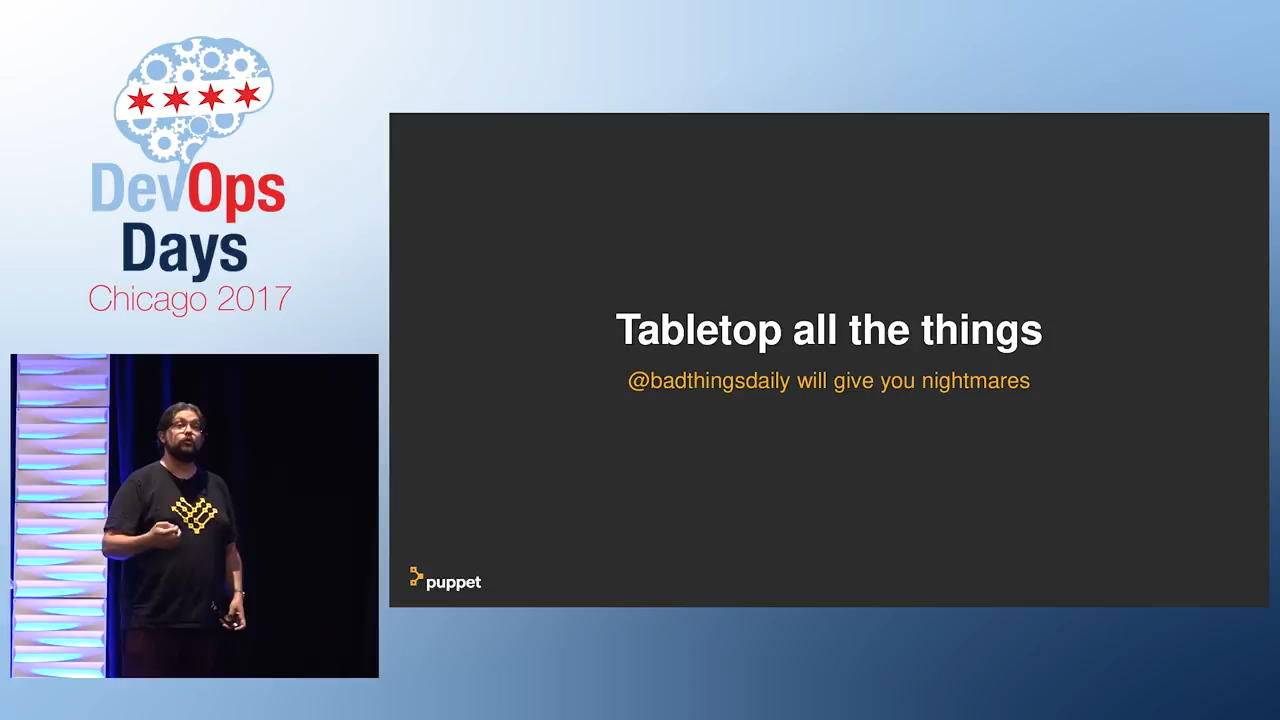 DevOps
Days
Chicago 2017
Tabletop all the things
@badthingsdaily will give you nightmares
puppet